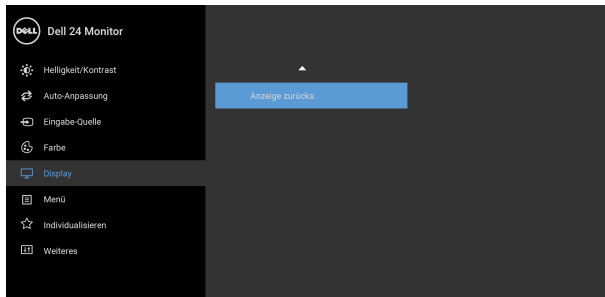 DELL
Dell 24 Monitor
Helligkeit/Kontrast
Auto-Anpassung
Eingabe-Quelle
Farbe
Display
Menü
Individualisieren
Weiteres
Anzeige zurücks.